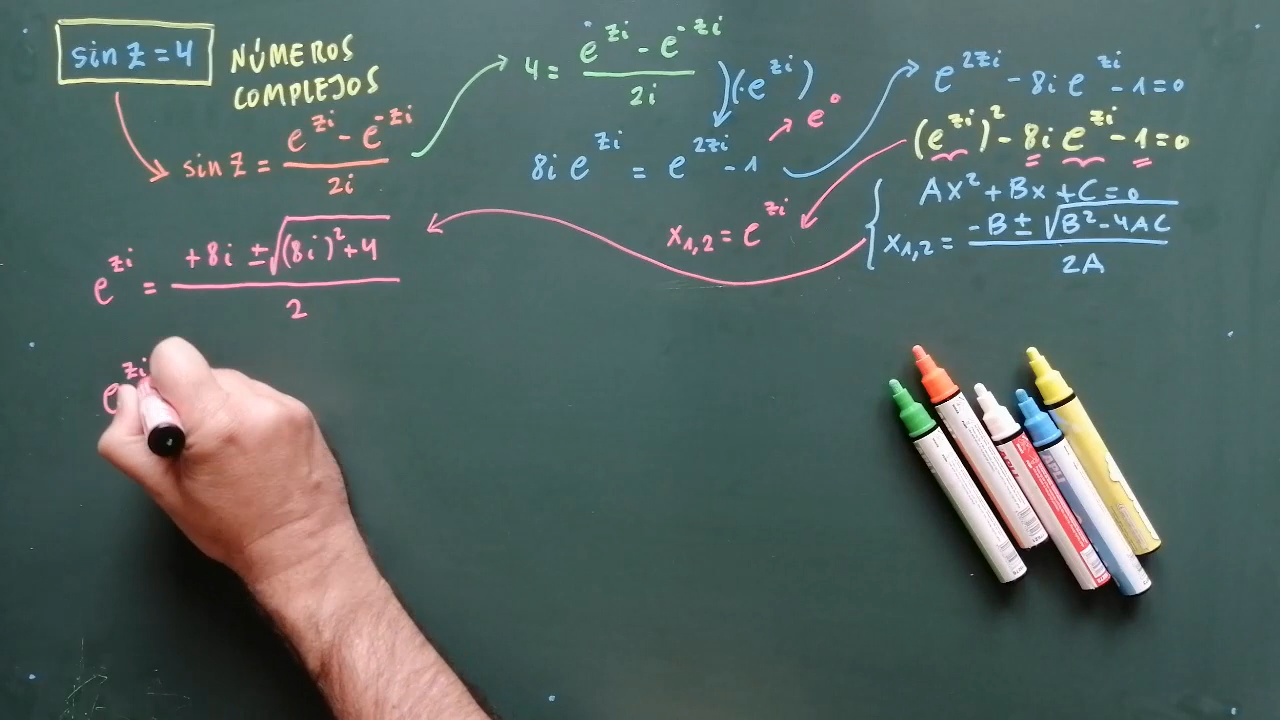 sin z = 4
NÚMEROS
COMPLEJOS
sin z = (e^{zi} - e^{-zi}) / 2i
4 = (e^{zi} - e^{-zi}) / 2i
(· e^{zi})
8i e^{zi} = e^{2zi} - 1
e^0
e^{2zi} - 8i e^{zi} - 1 = 0
(e^{zi})^2 - 8i e^{zi} - 1 = 0
Ax^2 + Bx + C = 0
x_{1,2} = (-B ± √(B^2 - 4AC)) / 2A
x_{1,2} = e^{zi}
e^{zi} = (+8i ± √((8i)^2 + 4)) / 2
e^{zi}